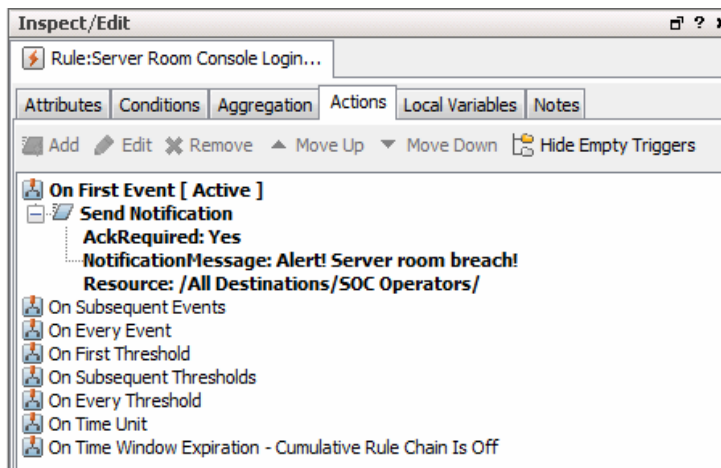 Inspect/Edit ?
Rule:Server Room Console Login...
Attributes Conditions Aggregation Actions Local Variables Notes
Add Edit Remove Move Up Move Down Hide Empty Triggers
On First Event [ Active ]
Send Notification
AckRequired: Yes
NotificationMessage: Alert! Server room breach!
Resource: /All Destinations/SOC Operators/
On Subsequent Events
On Every Event
On First Threshold
On Subsequent Thresholds
On Every Threshold
On Time Unit
On Time Window Expiration - Cumulative Rule Chain Is Off